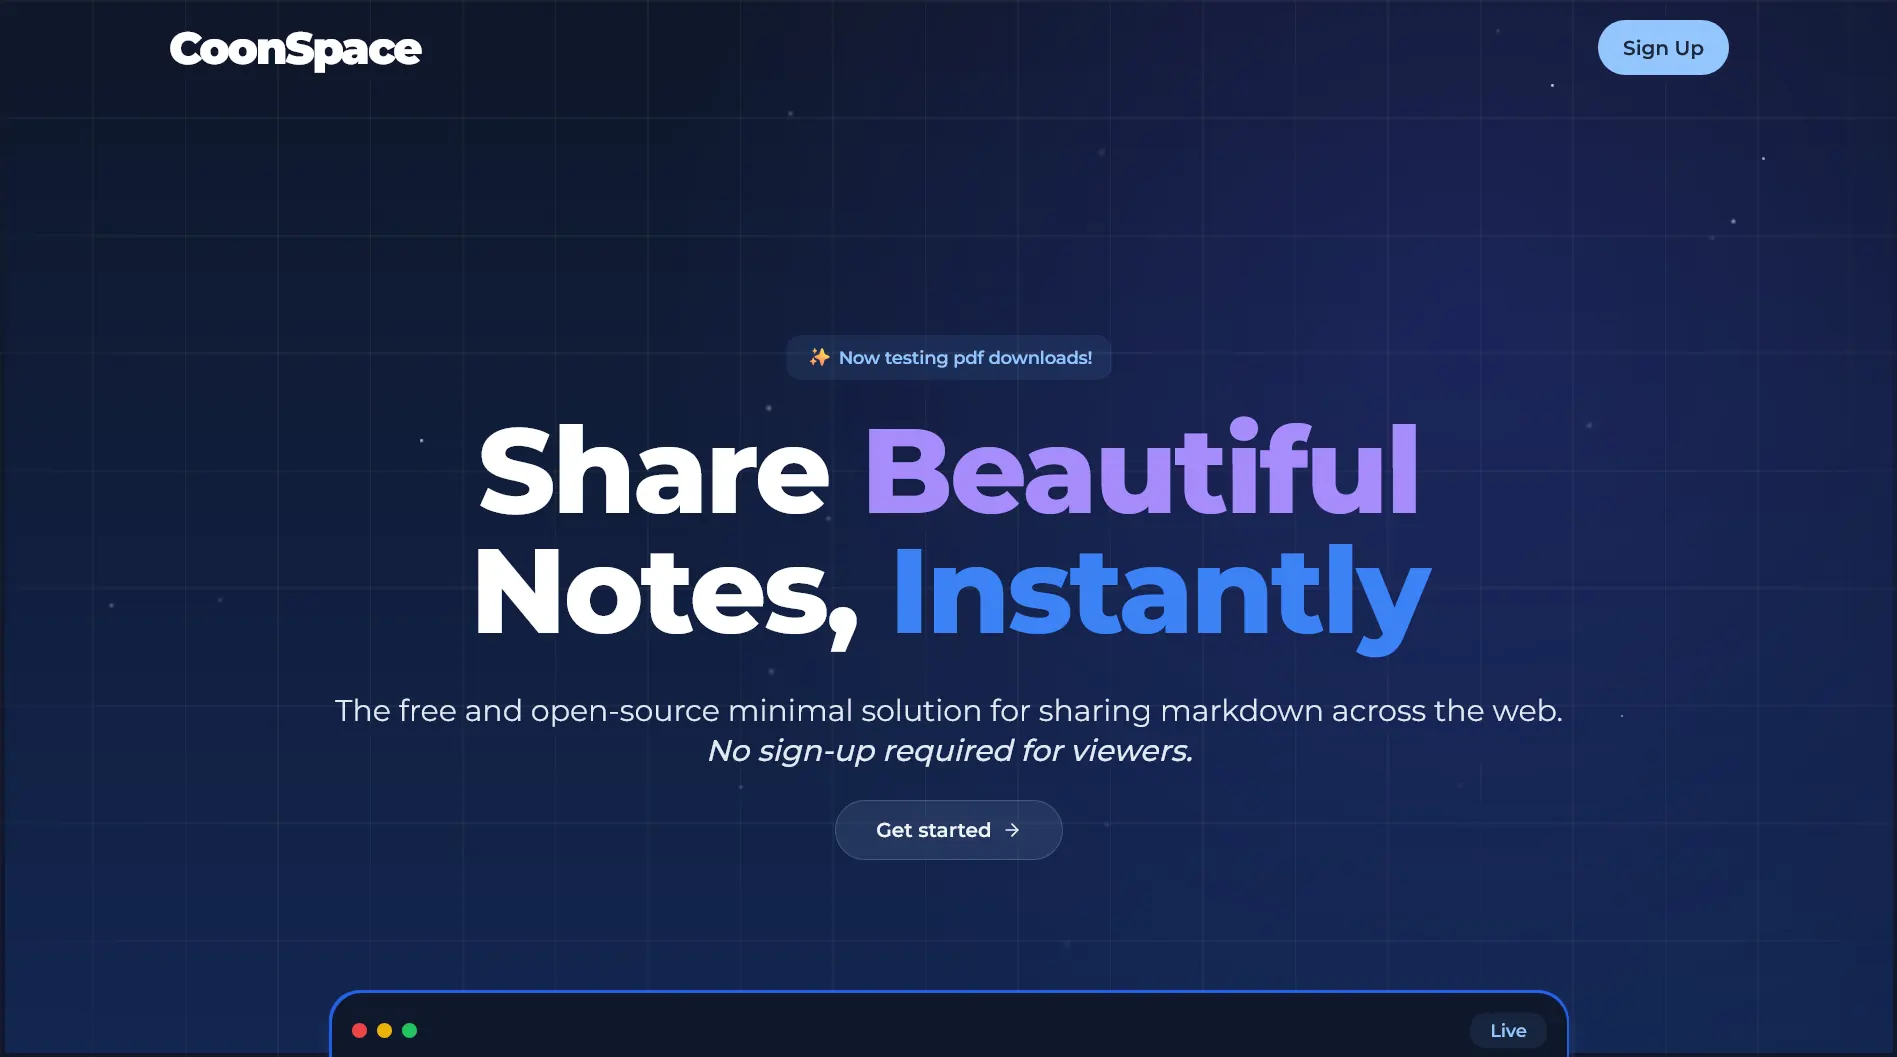 CoonSpace
Sign Up
✨ Now testing pdf downloads!
Share Beautiful
Notes, Instantly
The free and open-source minimal solution for sharing markdown across the web.
No sign-up required for viewers.
Get started →
Live